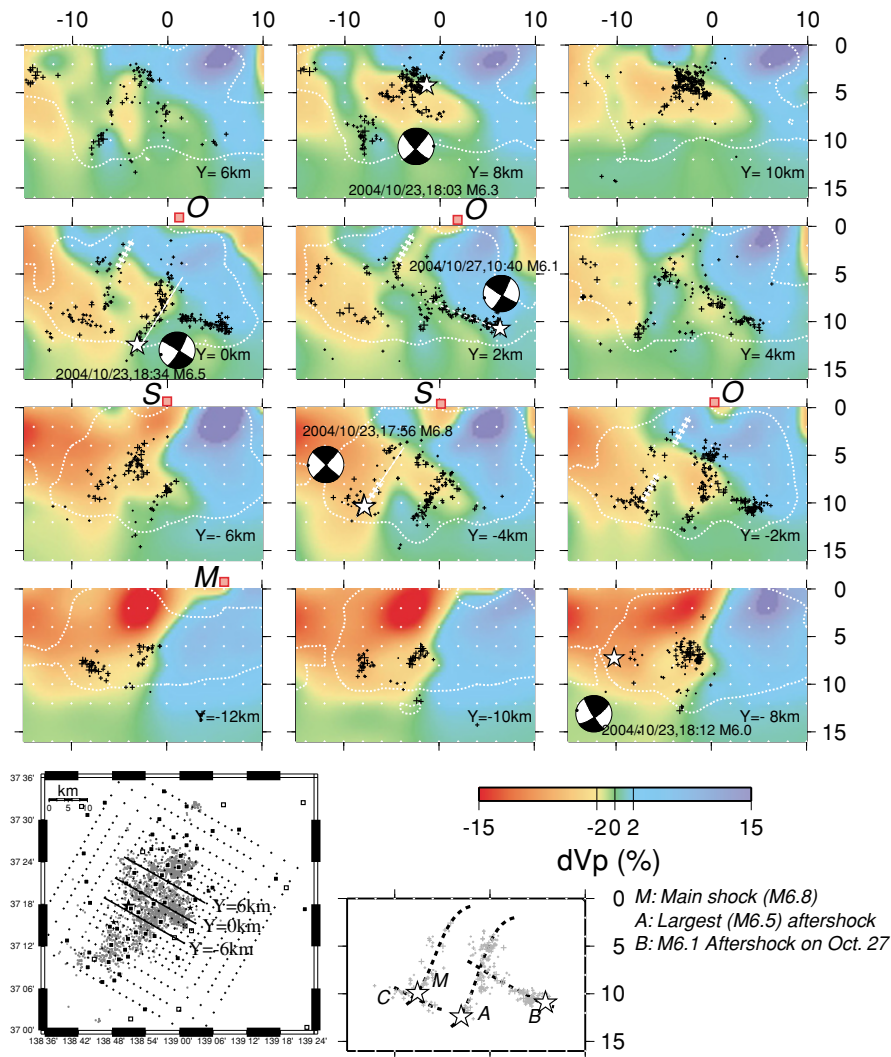 -10 0 10 -10 0 10 -10 0 10
0
5
10
15
Y= 6km
Y= 8km
Y= 10km
2004/10/23,18:03 M6.3
O
O
0
5
10
15
2004/10/27,10:40 M6.1
Y= 0km
Y= 2km
Y= 4km
2004/10/23,18:34 M6.5
S
S
O
0
5
10
15
2004/10/23,17:56 M6.8
Y=- 6km
Y= -4km
Y= -2km
M
0
5
10
15
Y=-12km
Y=-10km
Y=- 8km
2004/10/23,18:12 M6.0
37 36'
37 30'
37 24'
37 18'
37 12'
37 06'
37 00'
km
0 5 10
Y=6km
Y=0km
Y=-6km
138 36' 138 42' 138 48' 138 54' 139 00' 139 06' 139 12' 139 18' 139 24'
-15 -2 0 2 15
dVp (%)
0
5
10
15
C
M
A
B
M: Main shock (M6.8)
A: Largest (M6.5) aftershock
B: M6.1 Aftershock on Oct. 27